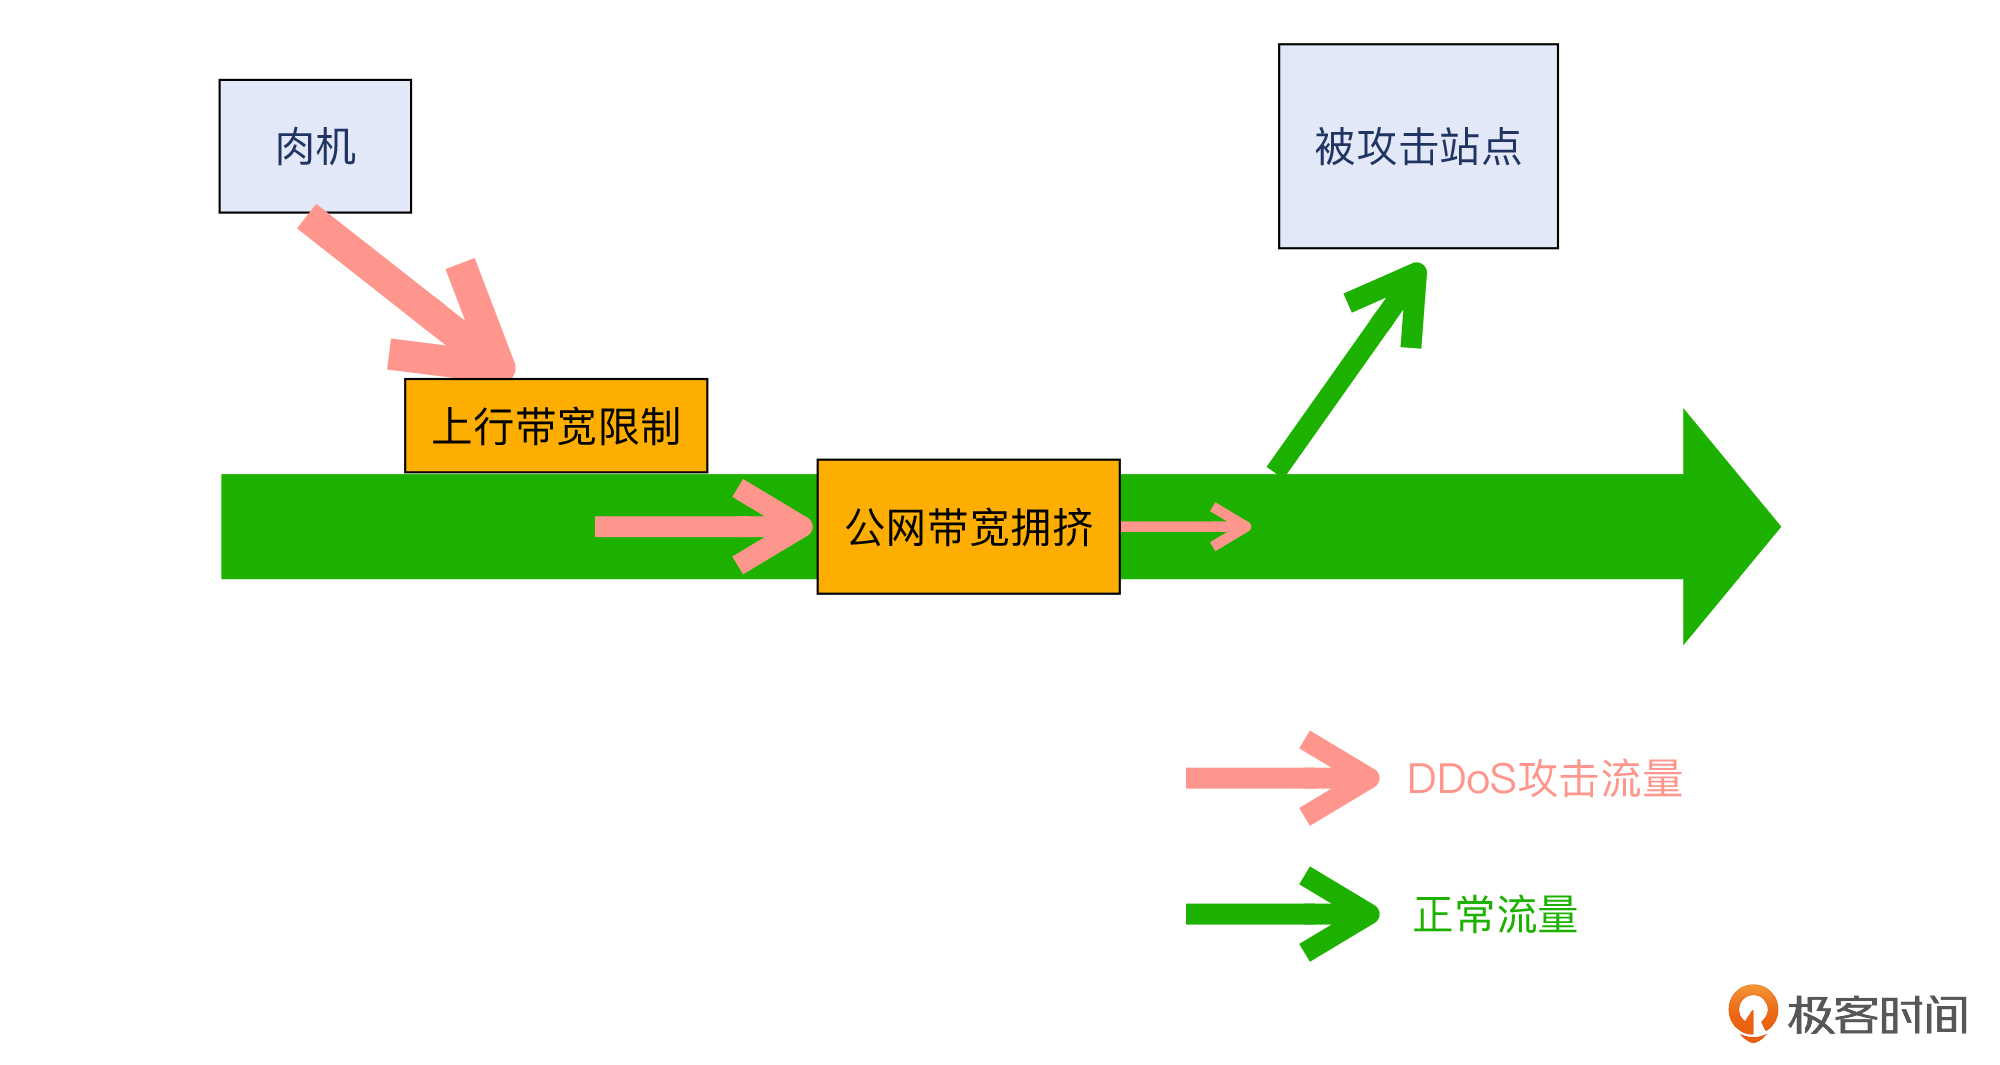 肉机
被攻击站点
上行带宽限制
公网带宽拥挤
DDoS攻击流量
正常流量
极客时间